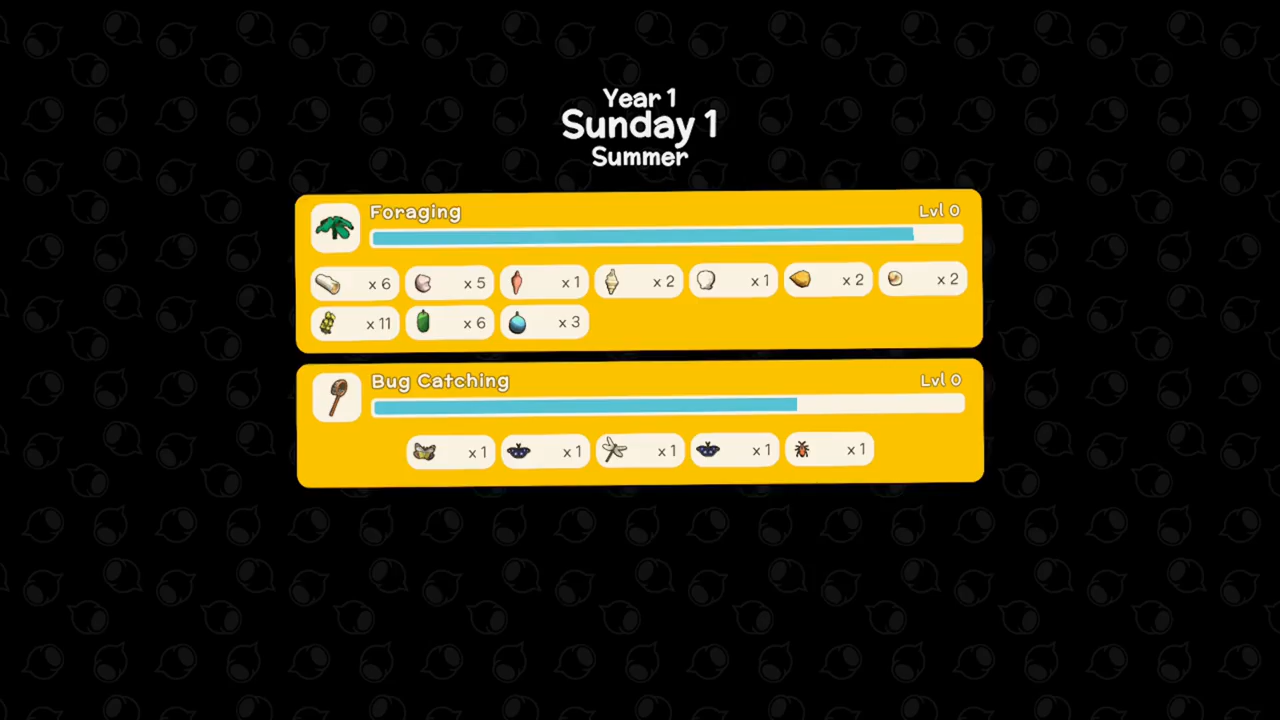 Year 1
Sunday 1
Summer
Foraging Lvl 0
x 6 x 5 x 1 x 2 x 1 x 2 x 2
x 11 x 6 x 3
Bug Catching Lvl 0
x 1 x 1 x 1 x 1 x 1